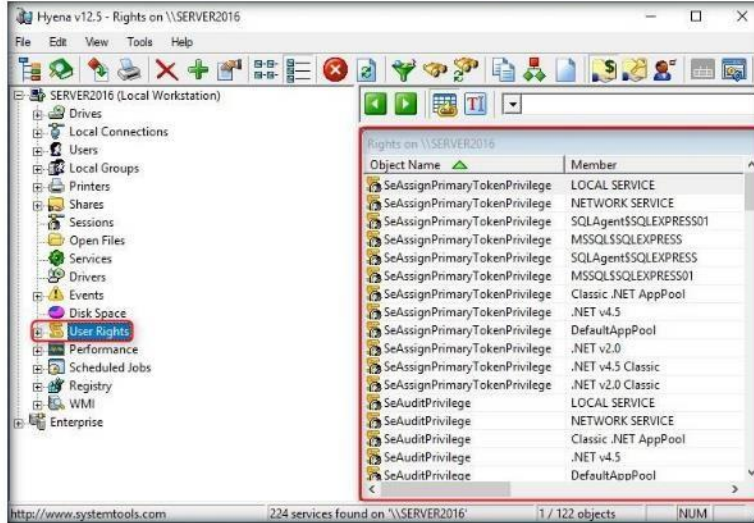 Hyena v12.5 - Rights on \\SERVER2016
File Edit View Tools Help
SERVER2016 (Local Workstation)
Drives
Local Connections
Users
Local Groups
Printers
Shares
Sessions
Open Files
Services
Drivers
Events
Disk Space
User Rights
Performance
Scheduled Jobs
Registry
WMI
Enterprise
Rights on \\SERVER2016
Object Name Member
SeAssignPrimaryTokenPrivilege LOCAL SERVICE
SeAssignPrimaryTokenPrivilege NETWORK SERVICE
SeAssignPrimaryTokenPrivilege SQLAgent$SQLEXPRESS01
SeAssignPrimaryTokenPrivilege MSSQL$SQLEXPRESS
SeAssignPrimaryTokenPrivilege SQLAgent$SQLEXPRESS
SeAssignPrimaryTokenPrivilege MSSQL$SQLEXPRESS01
SeAssignPrimaryTokenPrivilege Classic .NET AppPool
SeAssignPrimaryTokenPrivilege .NET v4.5
SeAssignPrimaryTokenPrivilege DefaultAppPool
SeAssignPrimaryTokenPrivilege .NET v2.0
SeAssignPrimaryTokenPrivilege .NET v4.5 Classic
SeAssignPrimaryTokenPrivilege .NET v2.0 Classic
SeAuditPrivilege LOCAL SERVICE
SeAuditPrivilege NETWORK SERVICE
SeAuditPrivilege Classic .NET AppPool
SeAuditPrivilege .NET v4.5
SeAuditPrivilege DefaultAppPool
http://www.systemtools.com 224 services found on '\\SERVER2016' 1 / 122 objects NUM